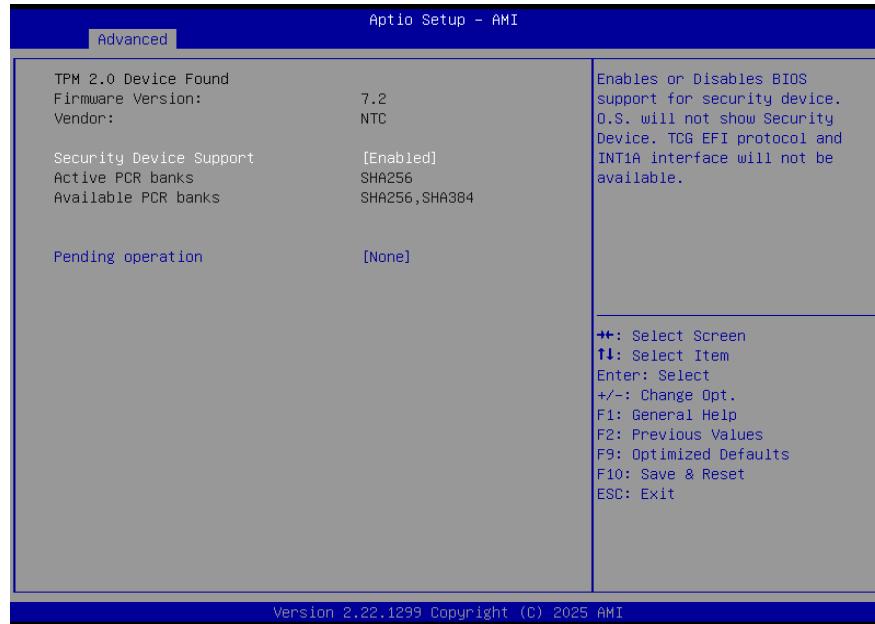 Aptio Setup - AMI
Advanced
TPM 2.0 Device Found
Firmware Version: 7.2
Vendor: NTC
Security Device Support [Enabled]
Active PCR banks SHA256
Available PCR banks SHA256,SHA384
Pending operation [None]
Enables or Disables BIOS
support for security device.
O.S. will not show Security
Device. TCG EFI protocol and
INT1A interface will not be
available.
→←: Select Screen
↑↓: Select Item
Enter: Select
+/-: Change Opt.
F1: General Help
F2: Previous Values
F9: Optimized Defaults
F10: Save & Reset
ESC: Exit
Version 2.22.1299 Copyright (C) 2025 AMI